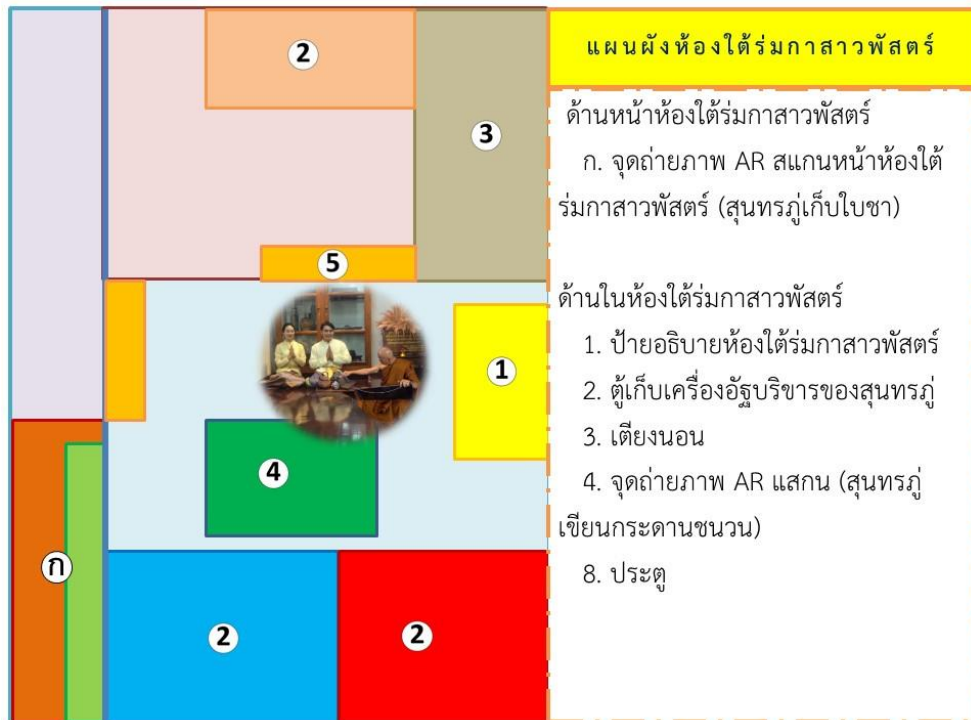 แผนผังห้องใต้ร่มกาสาวพัสตร์
ด้านหน้าห้องใต้ร่มกาสาวพัสตร์
ก. จุดถ่ายภาพ AR สแกนหน้าห้องใต้
ร่มกาสาวพัสตร์ (สุนทรภู่เก็บใบชา)
ด้านในห้องใต้ร่มกาสาวพัสตร์
1. ป้ายอธิบายห้องใต้ร่มกาสาวพัสตร์
2. ตู้เก็บเครื่องอัฐบริขารของสุนทรภู่
3. เตียงนอน
4. จุดถ่ายภาพ AR แสกน (สุนทรภู่
เขียนกระดานชนวน)
8. ประตู
2
3
5
1
4
ก
2
2